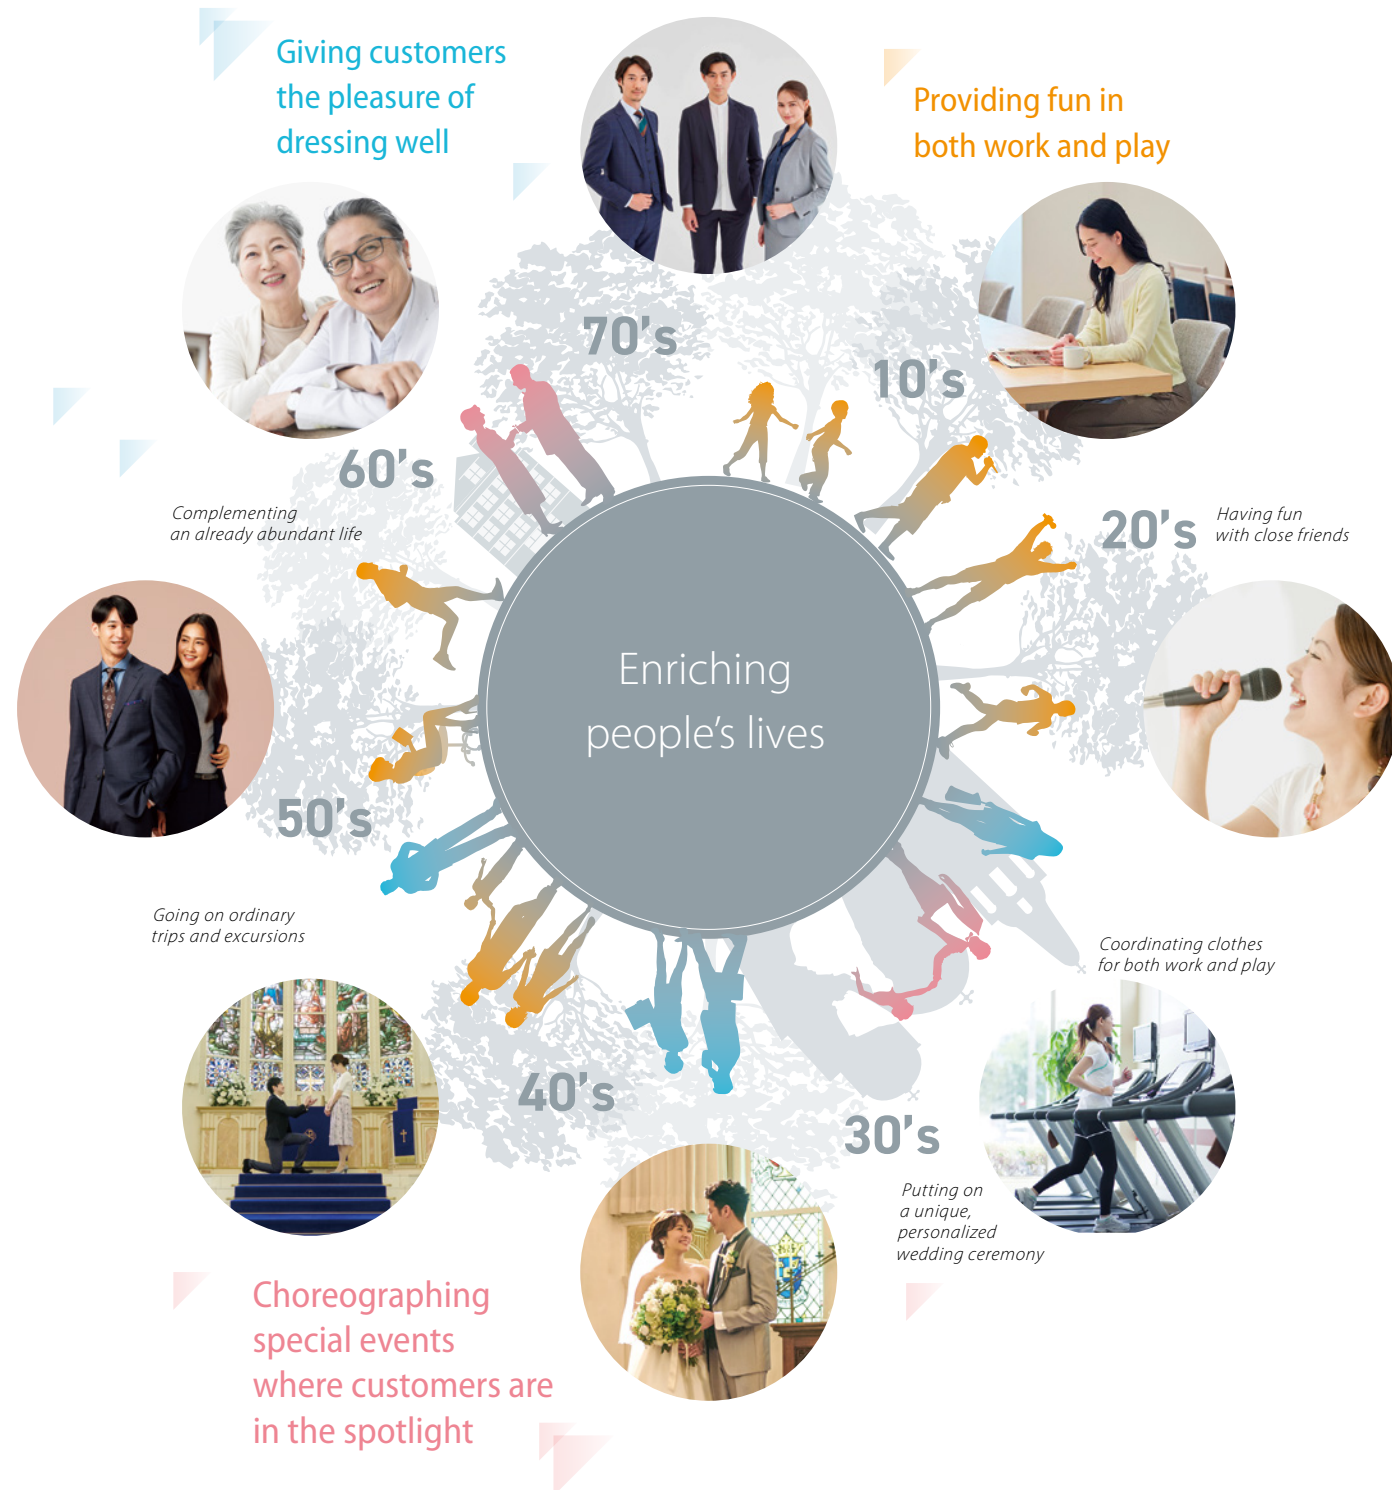 Giving customers
the pleasure of
dressing well
Providing fun in
both work and play
70's
10's
60's
20's
Complementing
an already abundant life
Having fun
with close friends
Enriching
people’s lives
50's
Going on ordinary
trips and excursions
Coordinating clothes
for both work and play
40's
30's
Putting on
a unique,
personalized
wedding ceremony
Choreographing
special events
where customers are
in the spotlight